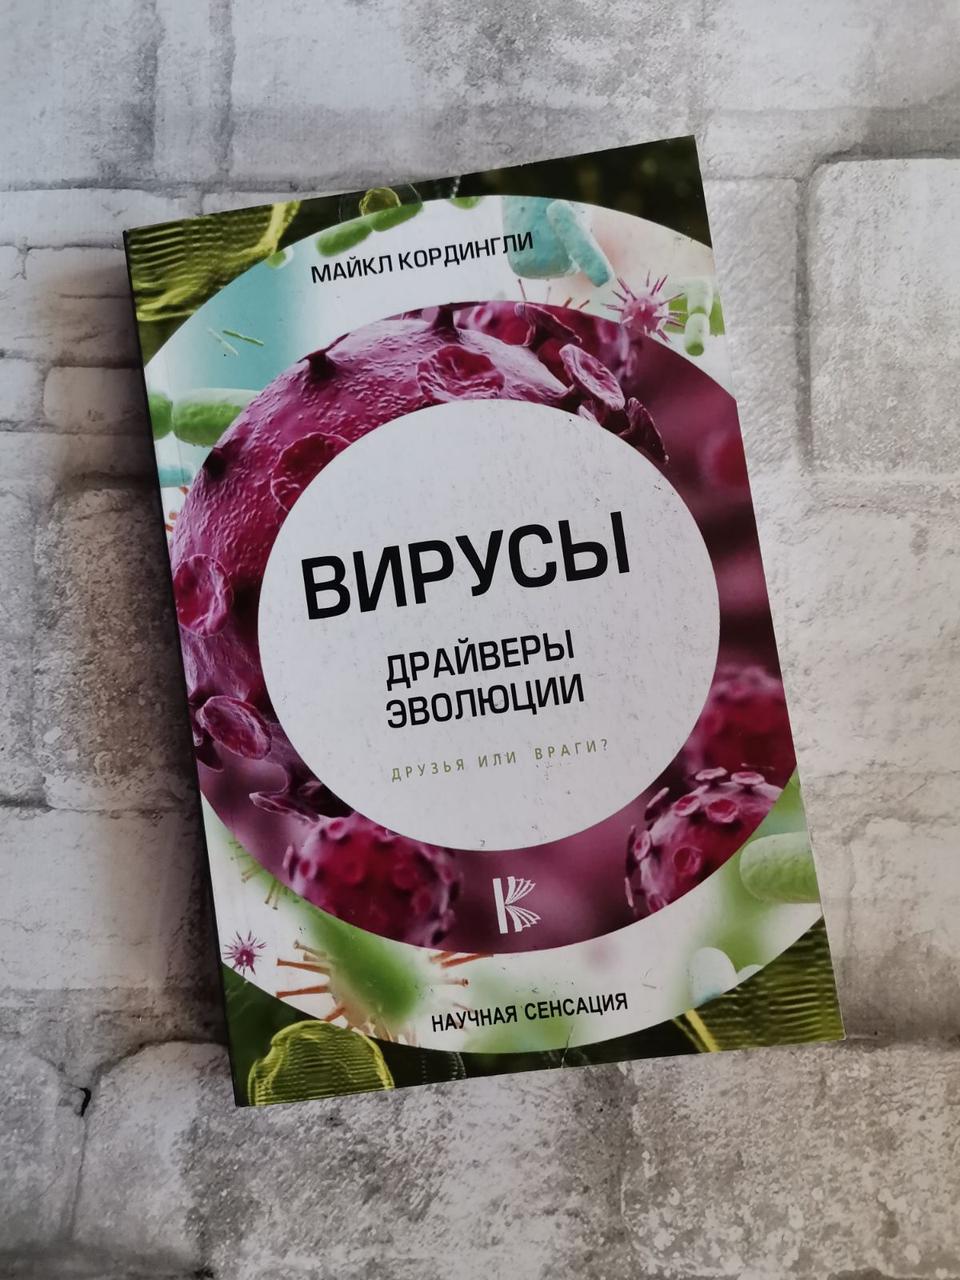 МАЙКЛ КОРДИНГЛИ
ВИРУСЫ
ДРАЙВЕРЫ
ЭВОЛЮЦИИ
ДРУЗЬЯ ИЛИ ВРАГИ?
НАУЧНАЯ СЕНСАЦИЯ